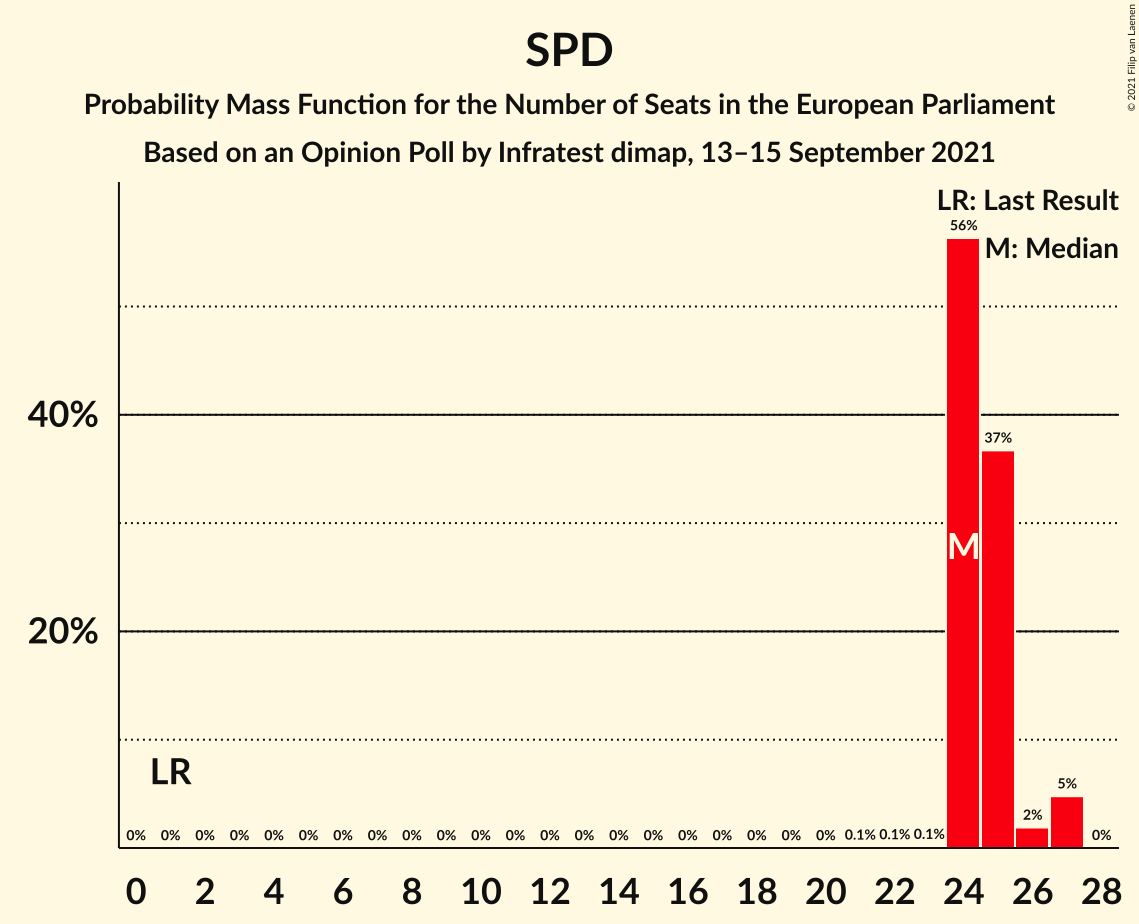 SPD
Probability Mass Function for the Number of Seats in the European Parliament
Based on an Opinion Poll by Infratest dimap, 13–15 September 2021
© 2021 Filip van Laenen
LR: Last Result
M: Median
56%
40%
37%
M
20%
LR
5%
2%
0% 0% 0% 0% 0% 0% 0% 0% 0% 0% 0% 0% 0% 0% 0% 0% 0% 0% 0% 0% 0% 0.1% 0.1% 0.1% 0%
0 2 4 6 8 10 12 14 16 18 20 22 24 26 28